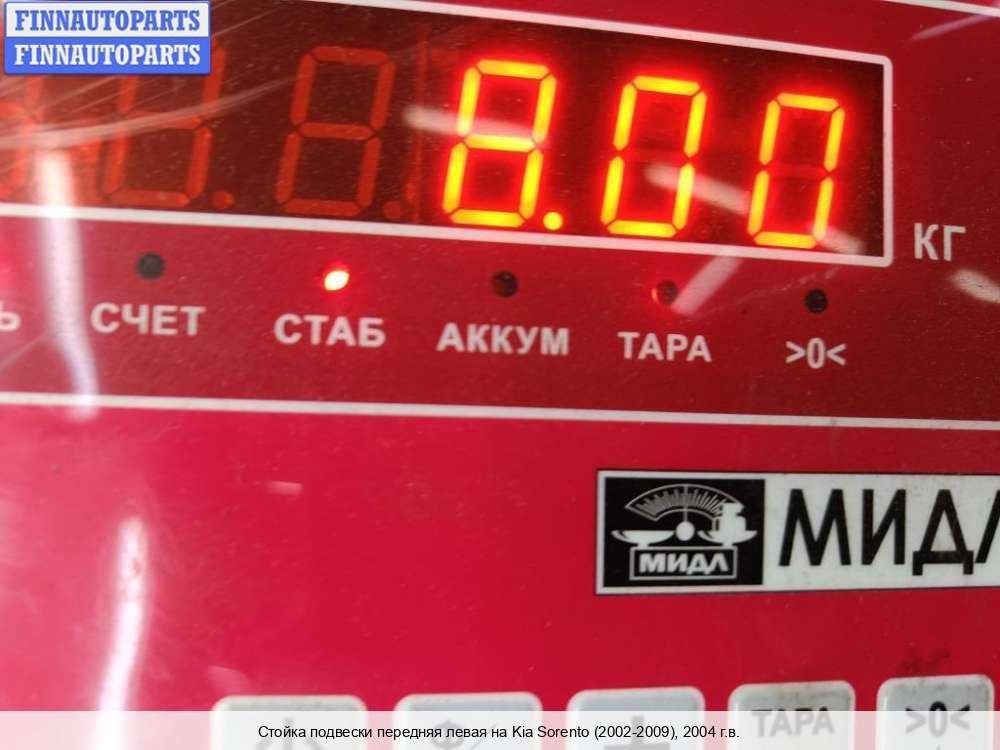 FINNAUTOPARTS
FINNAUTOPARTS
8.00
КГ
Ь СЧЕТ СТАБ АККУМ ТАРА >0<
МИДЛ МИДЛ
ТАРА >0<
Стойка подвески передняя левая на Kia Sorento (2002-2009), 2004 г.в.